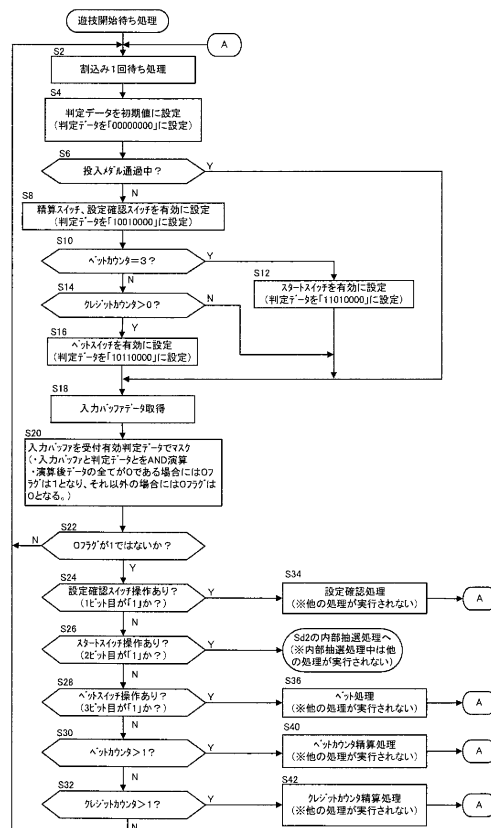 遊技開始待ち処理
A
S2
割込み1回待ち処理
S4
判定データを初期値に設定
(判定データを「00000000」に設定)
S6
投入メダル通過中?
Y
N
S8
精算スイッチ、設定確認スイッチを有効に設定
(判定データを「10010000」に設定)
S10
ベットカウンタ=3?
Y
N
S12
スタートスイッチを有効に設定
(判定データを「11010000」に設定)
S14
クレジットカウンタ>0?
N
Y
S16
ベットスイッチを有効に設定
(判定データを「10110000」に設定)
S18
入力バッファデータ取得
S20
入力バッファを受付有効判定データでマスク
(・入力バッファと判定データとをAND演算
・演算後データの全てが0である場合には0フ
ラグは1となり、それ以外の場合には0フラグは
0となる。)
S22
N
0フラグが1ではないか?
Y
S24
設定確認スイッチ操作あり?
(1ビット目が「1」か?)
Y
N
S34
設定確認処理
(※他の処理が実行されない)
A
S26
スタートスイッチ操作あり?
(2ビット目が「1」か?)
Y
N
Sd2の内部抽選処理へ
(※内部抽選処理中は他
の処理が実行されない)
S28
ベットスイッチ操作あり?
(3ビット目が「1」か?)
Y
N
S36
ベット処理
(※他の処理が実行されない)
A
S30
ベットカウンタ>1?
Y
N
S40
ベットカウンタ精算処理
(※他の処理が実行されない)
A
S32
クレジットカウンタ>1?
Y
N
S42
クレジットカウンタ精算処理
(※他の処理が実行されない)
A